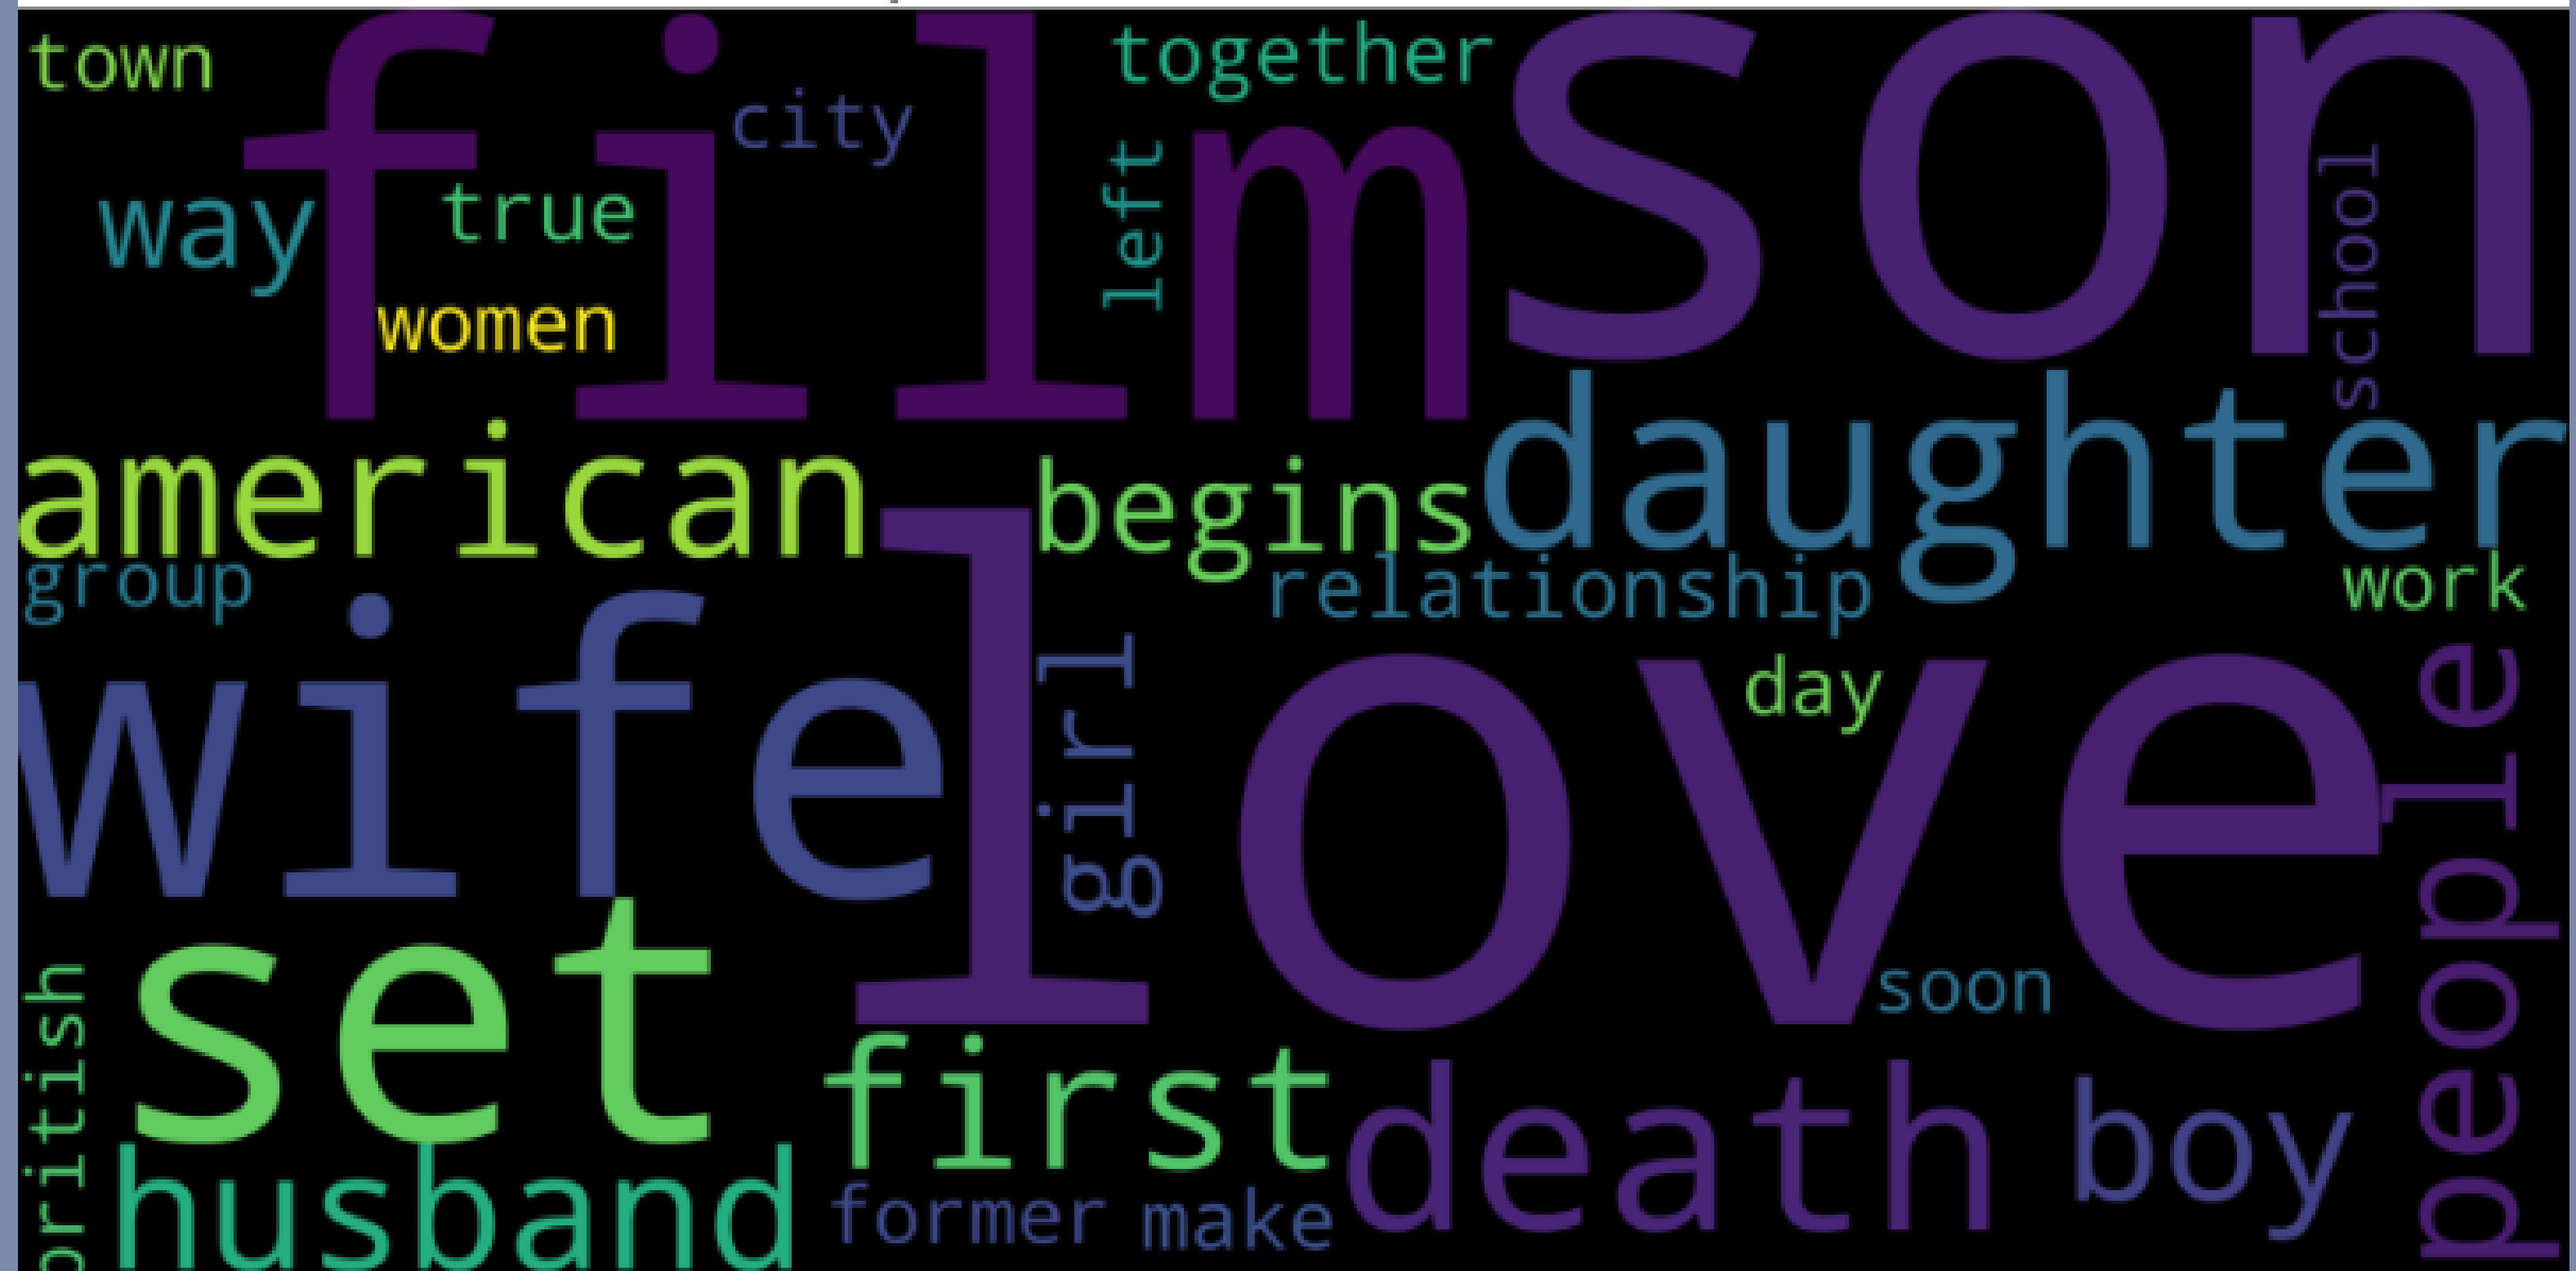 town
film
together
son
city
left
school
way
true
women
american
begins
daughter
group
relationship
work
wife
love
girl
day
people
set
british
soon
first
death
boy
husband
former
make